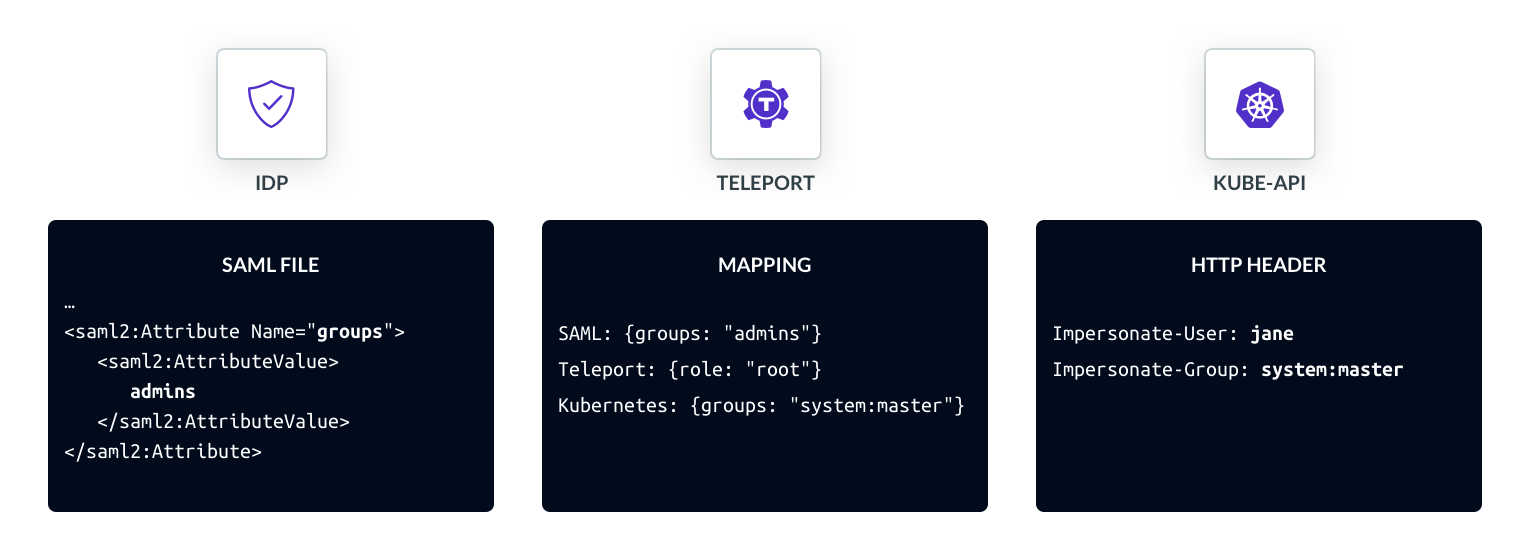 IDP
SAML FILE
…
<saml2:Attribute Name="groups">
<saml2:AttributeValue>
admins
</saml2:AttributeValue>
</saml2:Attribute>
TELEPORT
MAPPING
SAML: {groups: "admins"}
Teleport: {role: "root"}
Kubernetes: {groups: "system:master"}
KUBE-API
HTTP HEADER
Impersonate-User: jane
Impersonate-Group: system:master